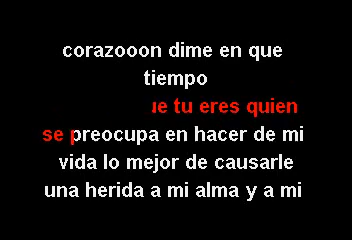 corazooon dime en que
tiempo
tu eres quien
se preocupa en hacer de mi
vida lo mejor de causarle
una herida a mi alma y a mi